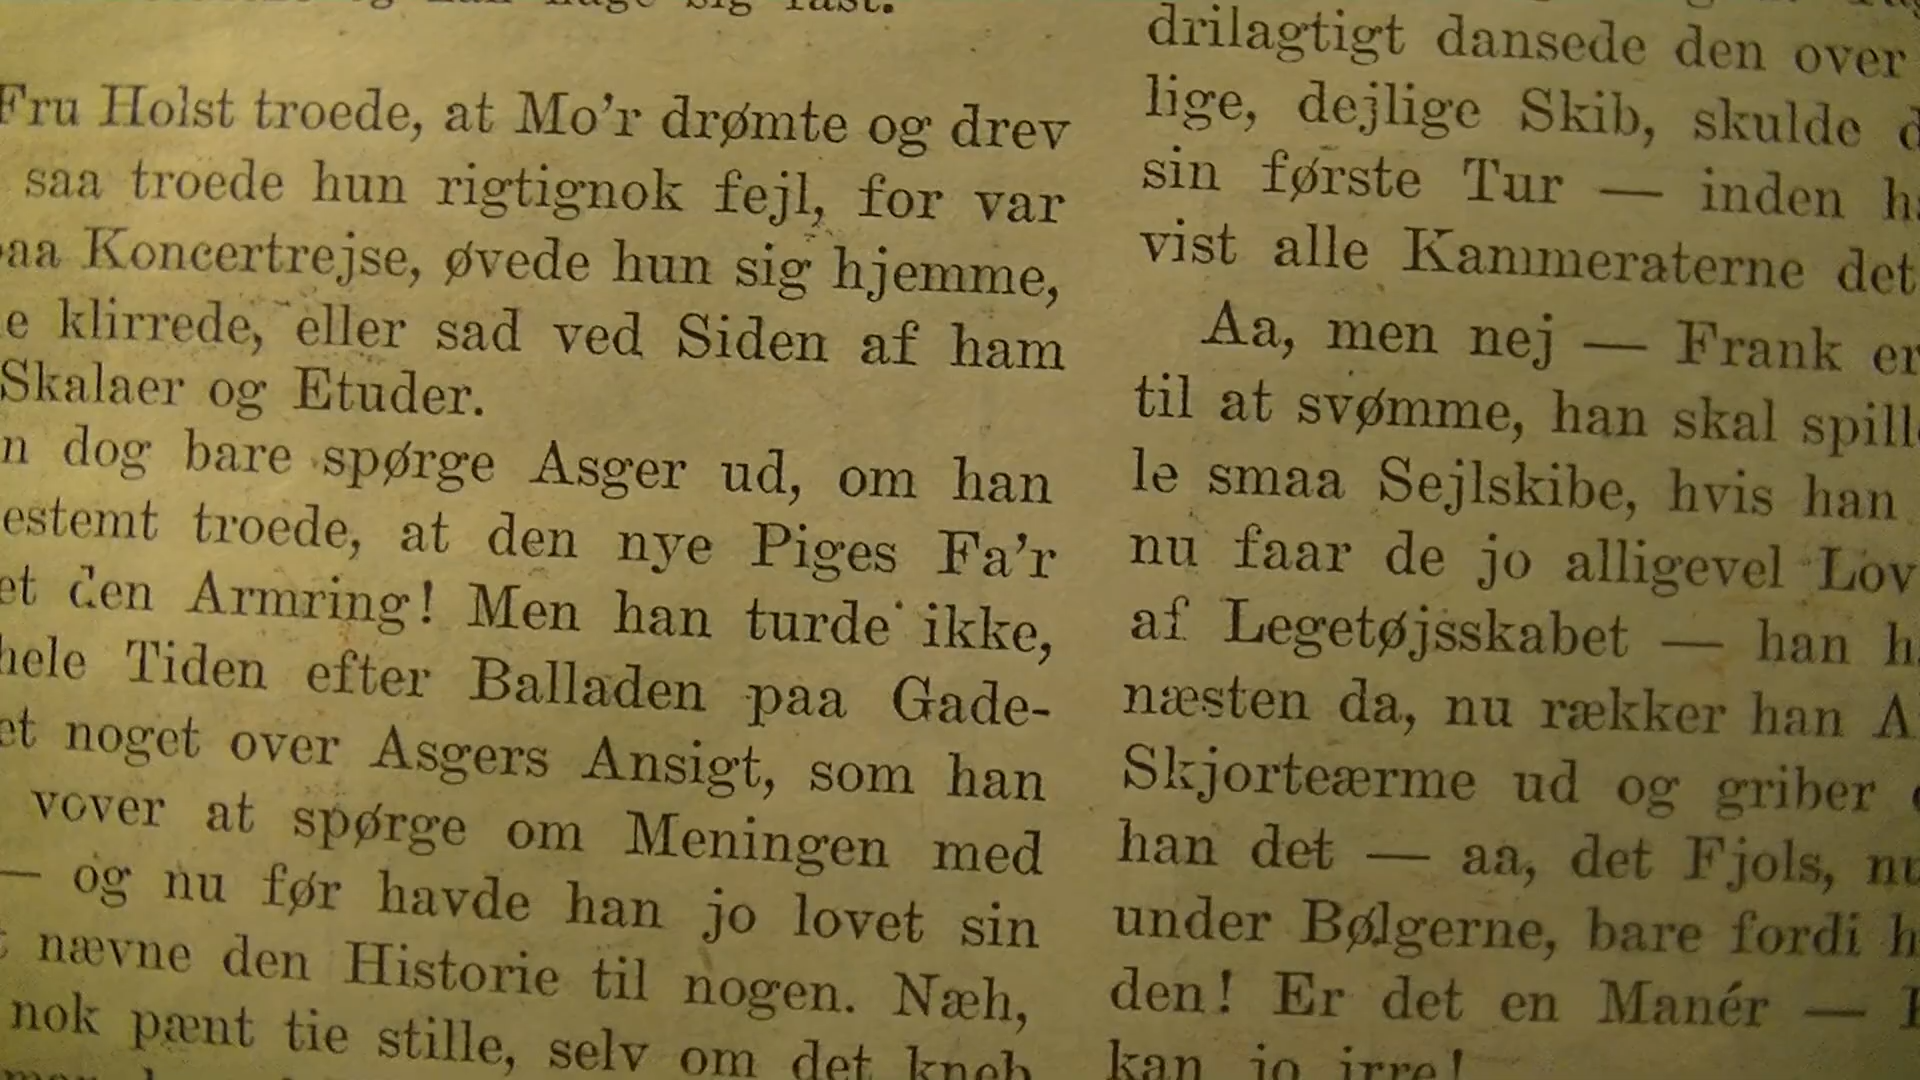 sig fast.
Fru Holst troede, at Mo’r drømte og drev
saa troede hun rigtignok fejl, for var
paa Koncertrejse, øvede hun sig hjemme,
e klirrede, eller sad ved Siden af ham
Skalaer og Etuder.
n dog bare spørge Asger ud, om han
estemt troede, at den nye Piges Fa’r
et den Armring! Men han turde ikke,
hele Tiden efter Balladen paa Gade-
et noget over Asgers Ansigt, som han
vover at spørge om Meningen med
— og nu før havde han jo lovet sin
nævne den Historie til nogen. Næh,
nok pænt tie stille, selv om det kneb
drilagtigt dansede den over
lige, dejlige Skib, skulde
sin første Tur — inden
vist alle Kammeraterne det
Aa, men nej — Frank er
til at svømme, han skal spill
le smaa Sejlskibe, hvis han
nu faar de jo alligevel Lov
af Legetøjsskabet — han
næsten da, nu rækker han A
Skjorteærme ud og griber
han det — aa, det Fjols, nu
under Bølgerne, bare fordi h
den! Er det en Manér —
kan jo irre!